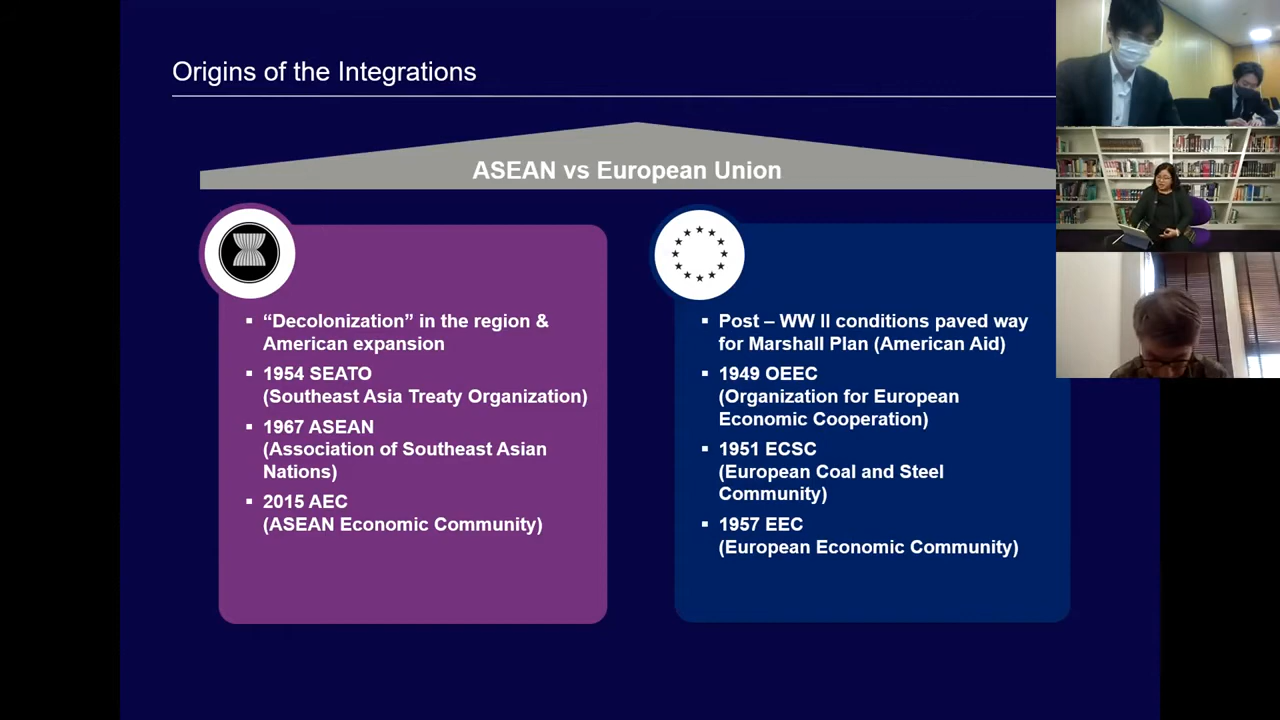 Origins of the Integrations
ASEAN vs European Union
▪ “Decolonization” in the region &
American expansion
▪ 1954 SEATO
(Southeast Asia Treaty Organization)
▪ 1967 ASEAN
(Association of Southeast Asian
Nations)
▪ 2015 AEC
(ASEAN Economic Community)
▪ Post – WW II conditions paved way
for Marshall Plan (American Aid)
▪ 1949 OEEC
(Organization for European
Economic Cooperation)
▪ 1951 ECSC
(European Coal and Steel
Community)
▪ 1957 EEC
(European Economic Community)